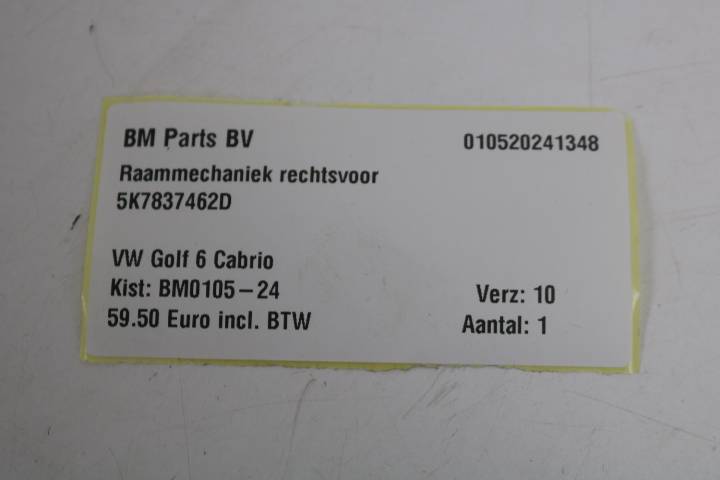 BM Parts BV 010520241348
Raammechaniek rechtsvoor
5K7837462D
VW Golf 6 Cabrio
Kist: BM0105-24 Verz: 10
59.50 Euro incl. BTW Aantal: 1